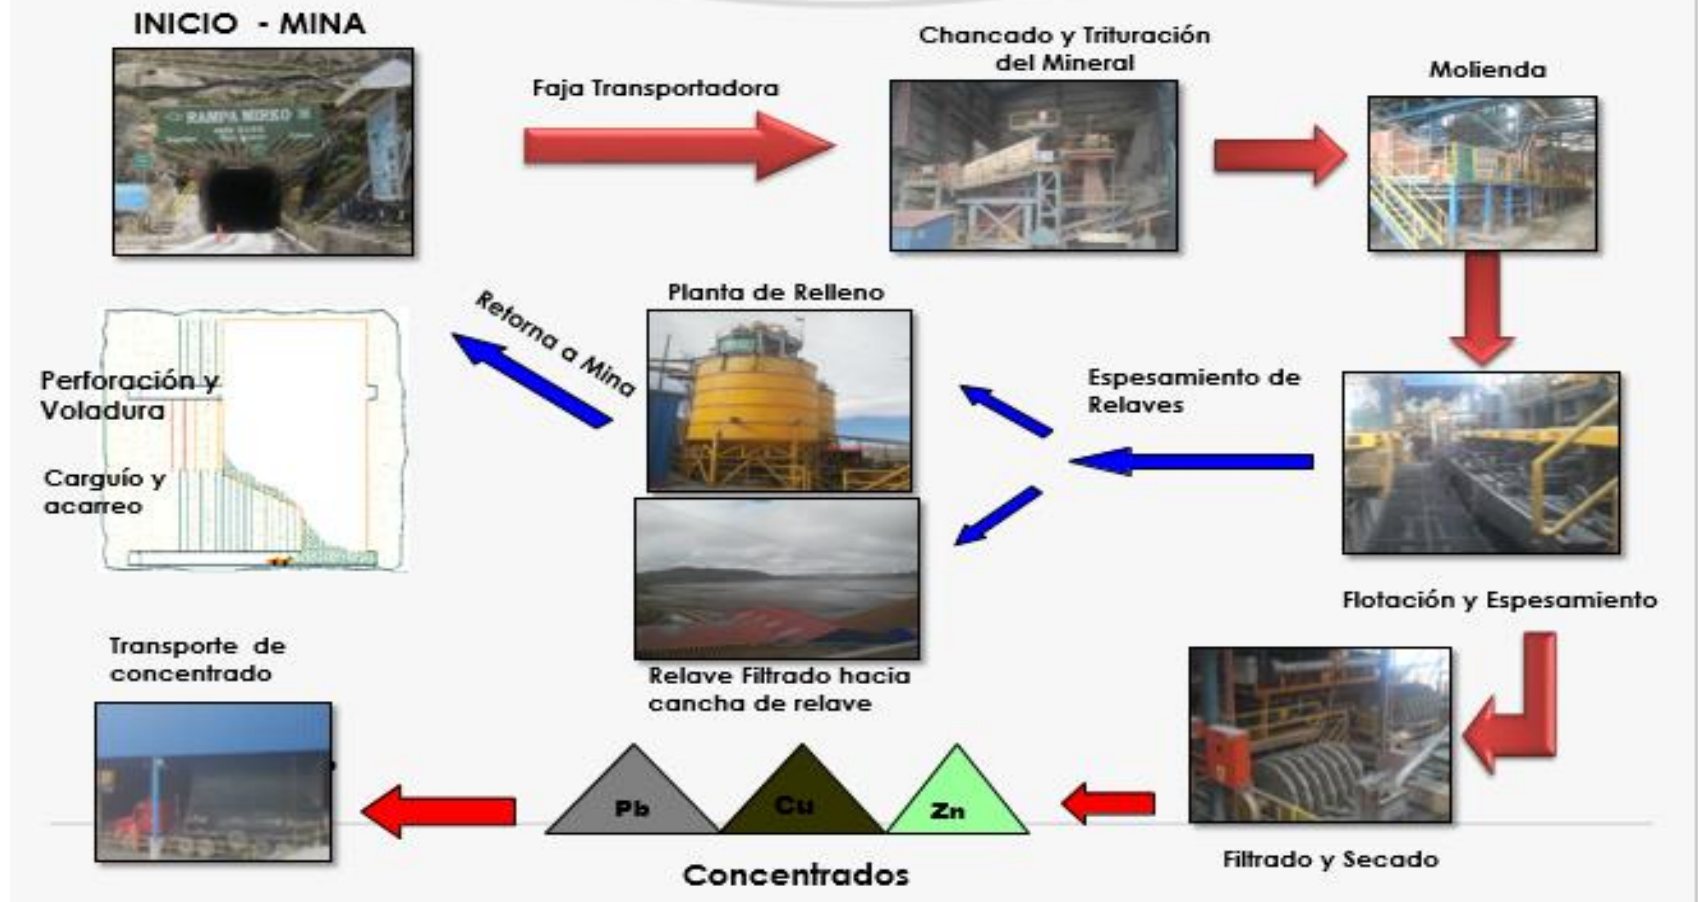 INICIO - MINA
Chancado y Trituración
del Mineral
Molienda
Faja Transportadora
RAMPA MIRKO
Planta de Relleno
Retorna a Mina
Espesamiento de
Relaves
Perforación y
Voladura
Carguío y
acarreo
Flotación y Espesamiento
Transporte de
concentrado
Relave Filtrado hacia
cancha de relave
Pb
Cu
Zn
Concentrados
Filtrado y Secado